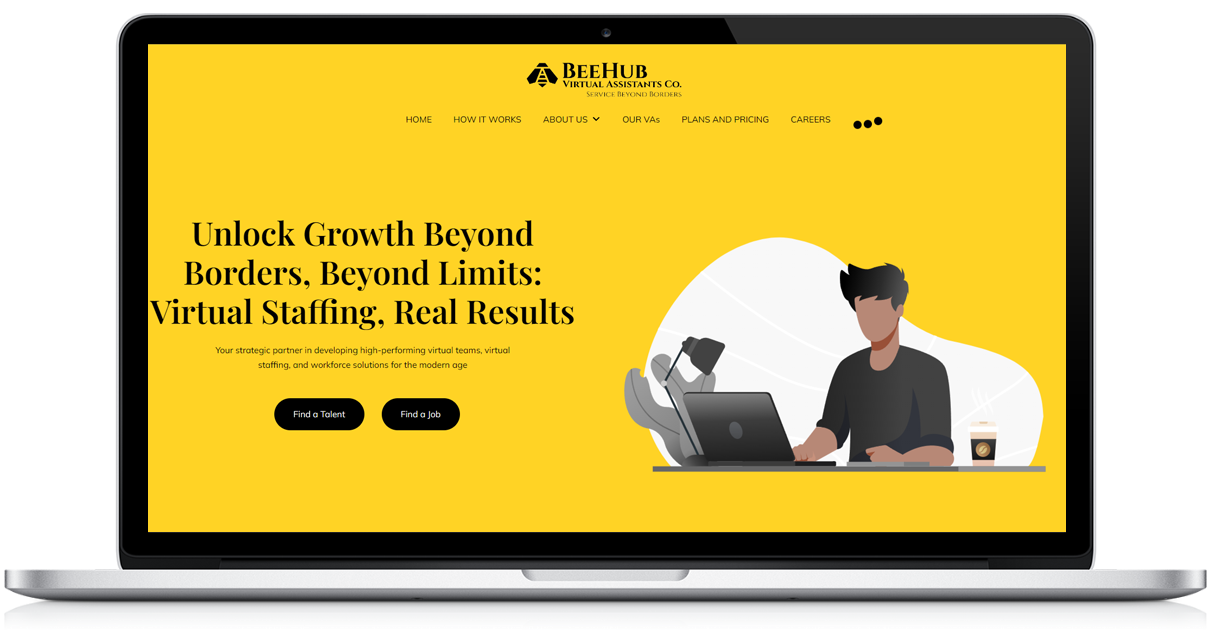 BEEHUB
VIRTUAL ASSISTANTS CO.
SERVICE BEYOND BORDERS
HOME HOW IT WORKS ABOUT US OUR VAs PLANS AND PRICING CAREERS
Unlock Growth Beyond
Borders, Beyond Limits:
Virtual Staffing, Real Results
Your strategic partner in developing high-performing virtual teams, virtual
staffing, and workforce solutions for the modern age
Find a Talent Find a Job